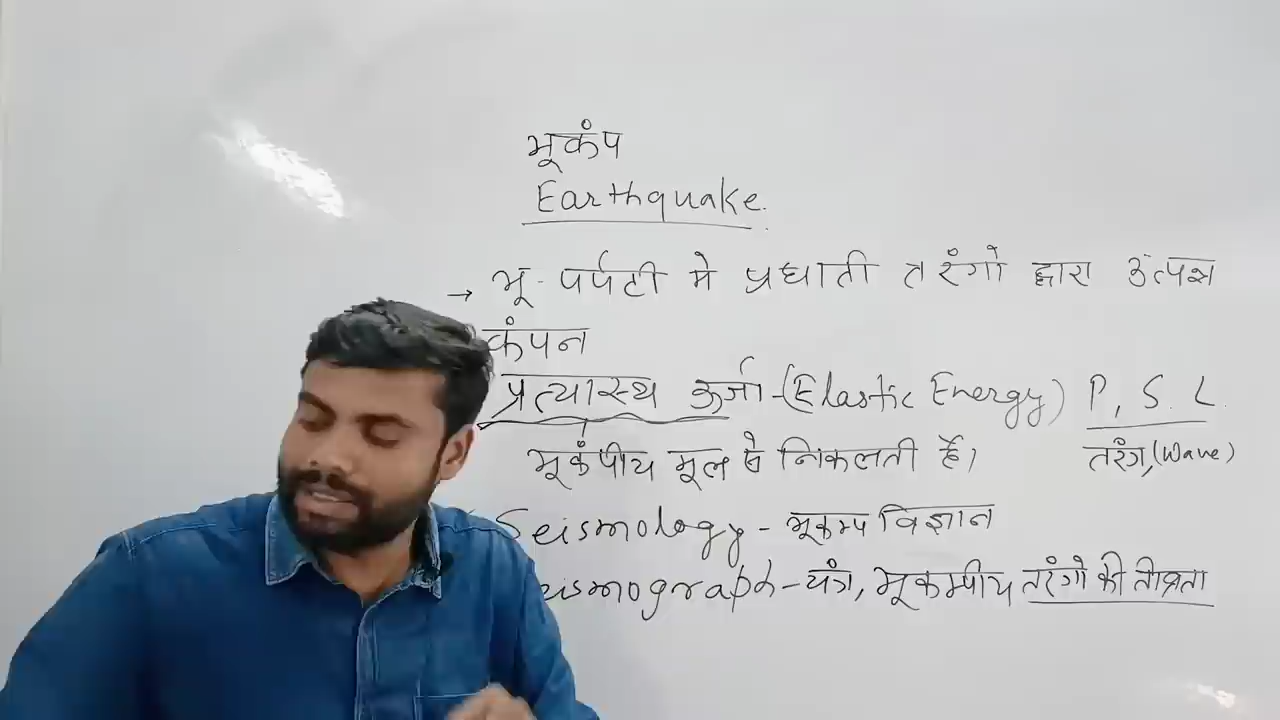 भूकंप
Earthquake.
→ भू-पर्पटी मे प्रघाती तरंगो द्वारा उत्पन्न
कंपन
प्रत्यास्थ ऊर्जा - (Elastic Energy) P, S. L.
भूकंपीय मूल से निकलती है। तरंग, (Wave)
Seismology - भूकम्प विज्ञान
ismograph - यंत्र, भूकम्पीय तरंगो की तीव्रता